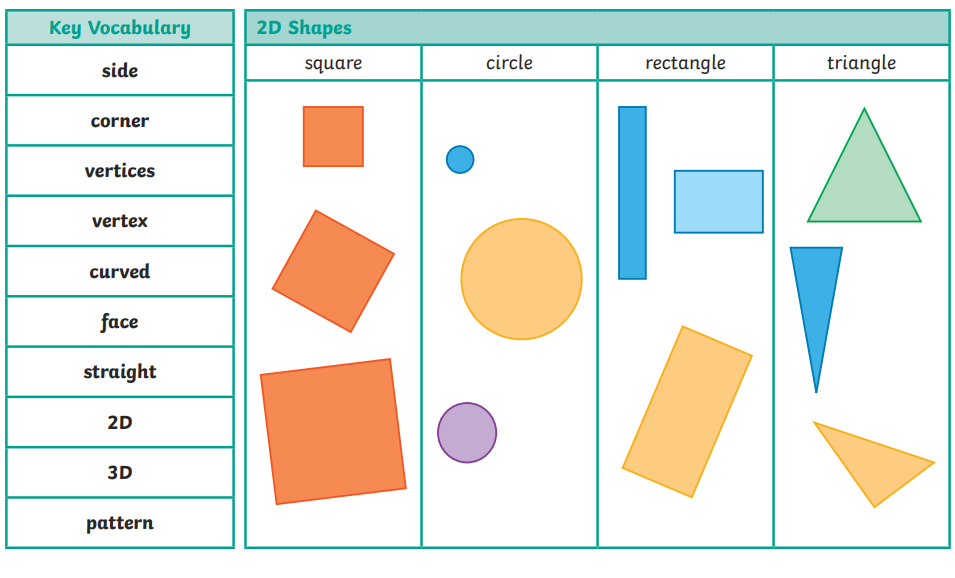 Key Vocabulary
side
corner
vertices
vertex
curved
face
straight
2D
3D
pattern
2D Shapes
square
circle
rectangle
triangle